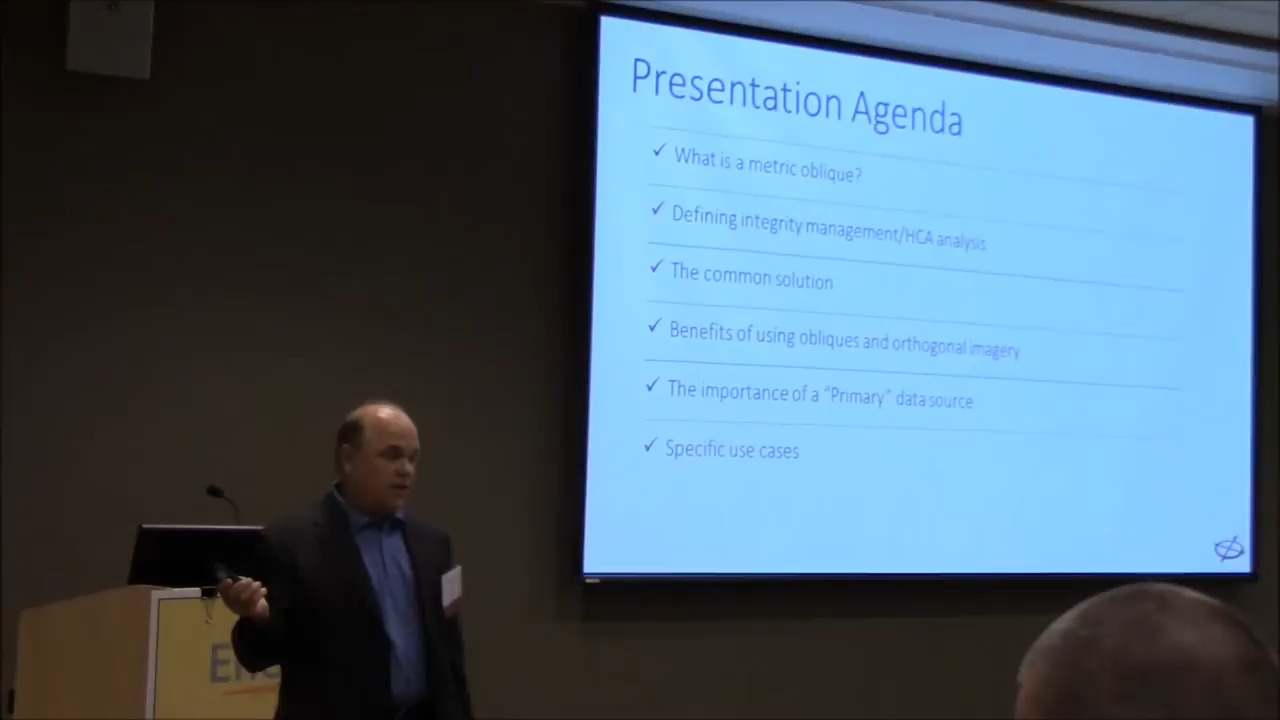 Presentation Agenda
✓ What is a metric oblique?
✓ Defining integrity management/HCA analysis
✓ The common solution
✓ Benefits of using obliques and orthogonal imagery
✓ The importance of a “Primary” data source
✓ Specific use cases